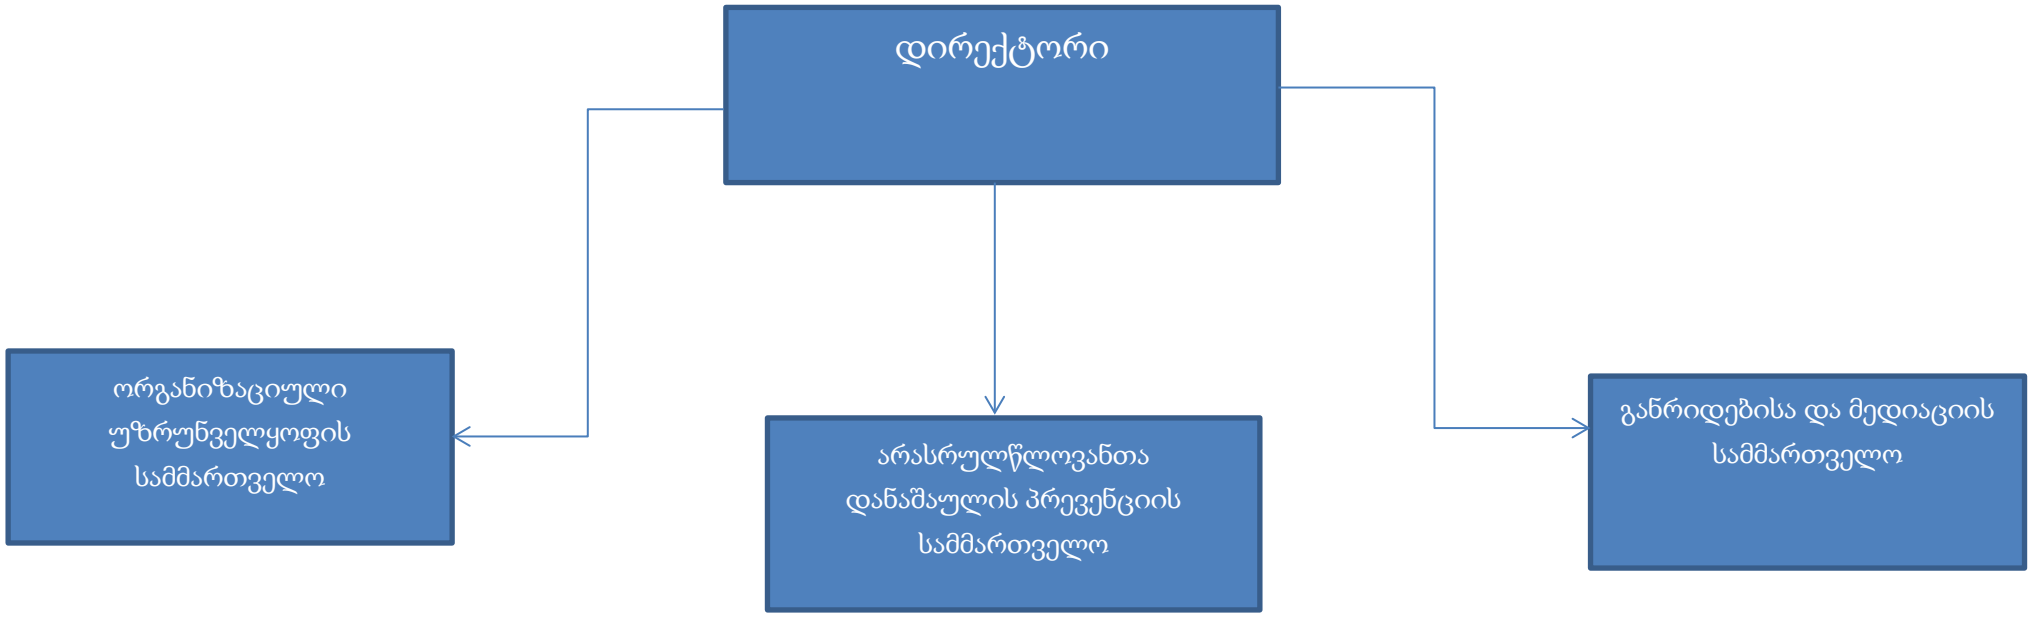 დირექტორი
ორგანიზაციული
უზრუნველყოფის
სამმართველო
არასრულწლოვანთა
დანაშაულის პრევენციის
სამმართველო
განრიდებისა და მედიაციის
სამმართველო